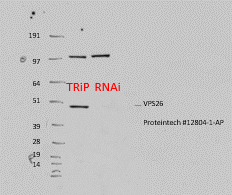 191
97
64
TRiP RNAi
51
VPS26
Proteintech #12804-1-AP
39
28
19
14